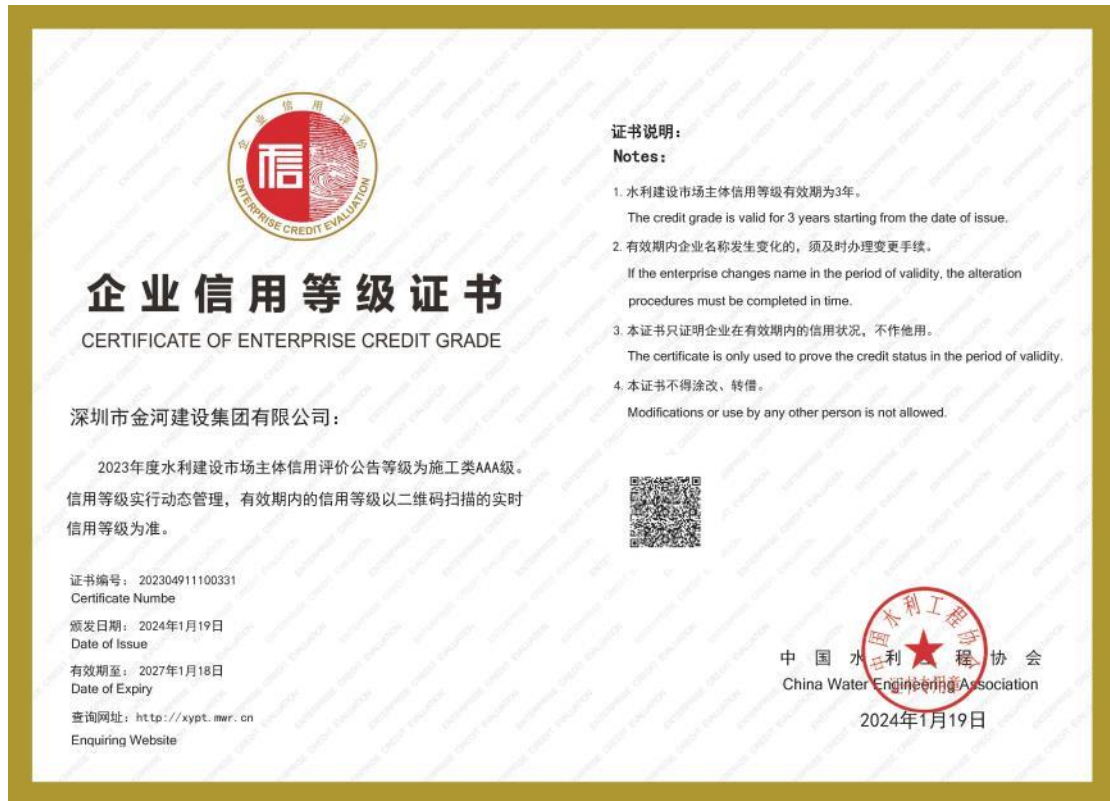 企业信用评价
信
ENTERPRISE CREDIT EVALUATION
企业信用等级证书
CERTIFICATE OF ENTERPRISE CREDIT GRADE
深圳市金河建设集团有限公司：
2023年度水利建设市场主体信用评价公告等级为施工类AAA级。
信用等级实行动态管理，有效期内的信用等级以二维码扫描的实时
信用等级为准。
证书编号： 202304911100331
Certificate Numbe
颁发日期： 2024年1月19日
Date of Issue
有效期至： 2027年1月18日
Date of Expiry
查询网址：http://xypt.mwr.cn
Enquiring Website
证书说明：
Notes：
1. 水利建设市场主体信用等级有效期为3年。
The credit grade is valid for 3 years starting from the date of issue.
2. 有效期内企业名称发生变化的，须及时办理变更手续。
If the enterprise changes name in the period of validity, the alteration
procedures must be completed in time.
3. 本证书只证明企业在有效期内的信用状况，不作他用。
The certificate is only used to prove the credit status in the period of validity.
4. 本证书不得涂改、转借。
Modifications or use by any other person is not allowed.
中国水利工程协会
China Water Engineering Association
2024年1月19日
中国水利工程协会
证书专用章